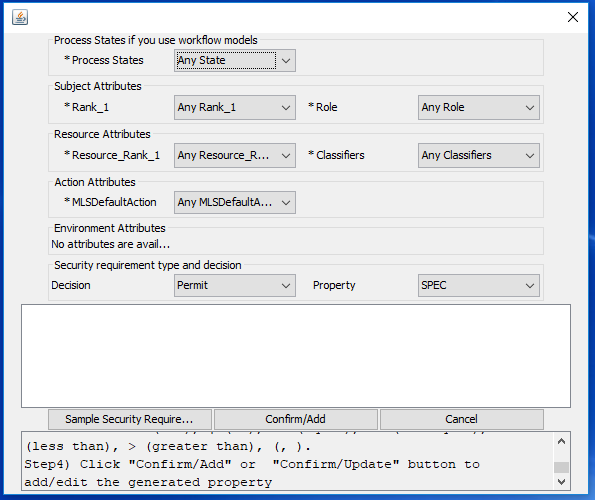 Process States if you use workflow models
* Process States
Any State
Subject Attributes
* Rank_1
Any Rank_1
* Role
Any Role
Resource Attributes
* Resource_Rank_1
Any Resource_R...
* Classifiers
Any Classifiers
Action Attributes
* MLSDefaultAction
Any MLSDefaultA...
Environment Attributes
No attributes are avail...
Security requirement type and decision
Decision
Permit
Property
SPEC
Sample Security Require...
Confirm/Add
Cancel
(less than), > (greater than), (, ).
Step4) Click "Confirm/Add" or "Confirm/Update" button to
add/edit the generated property